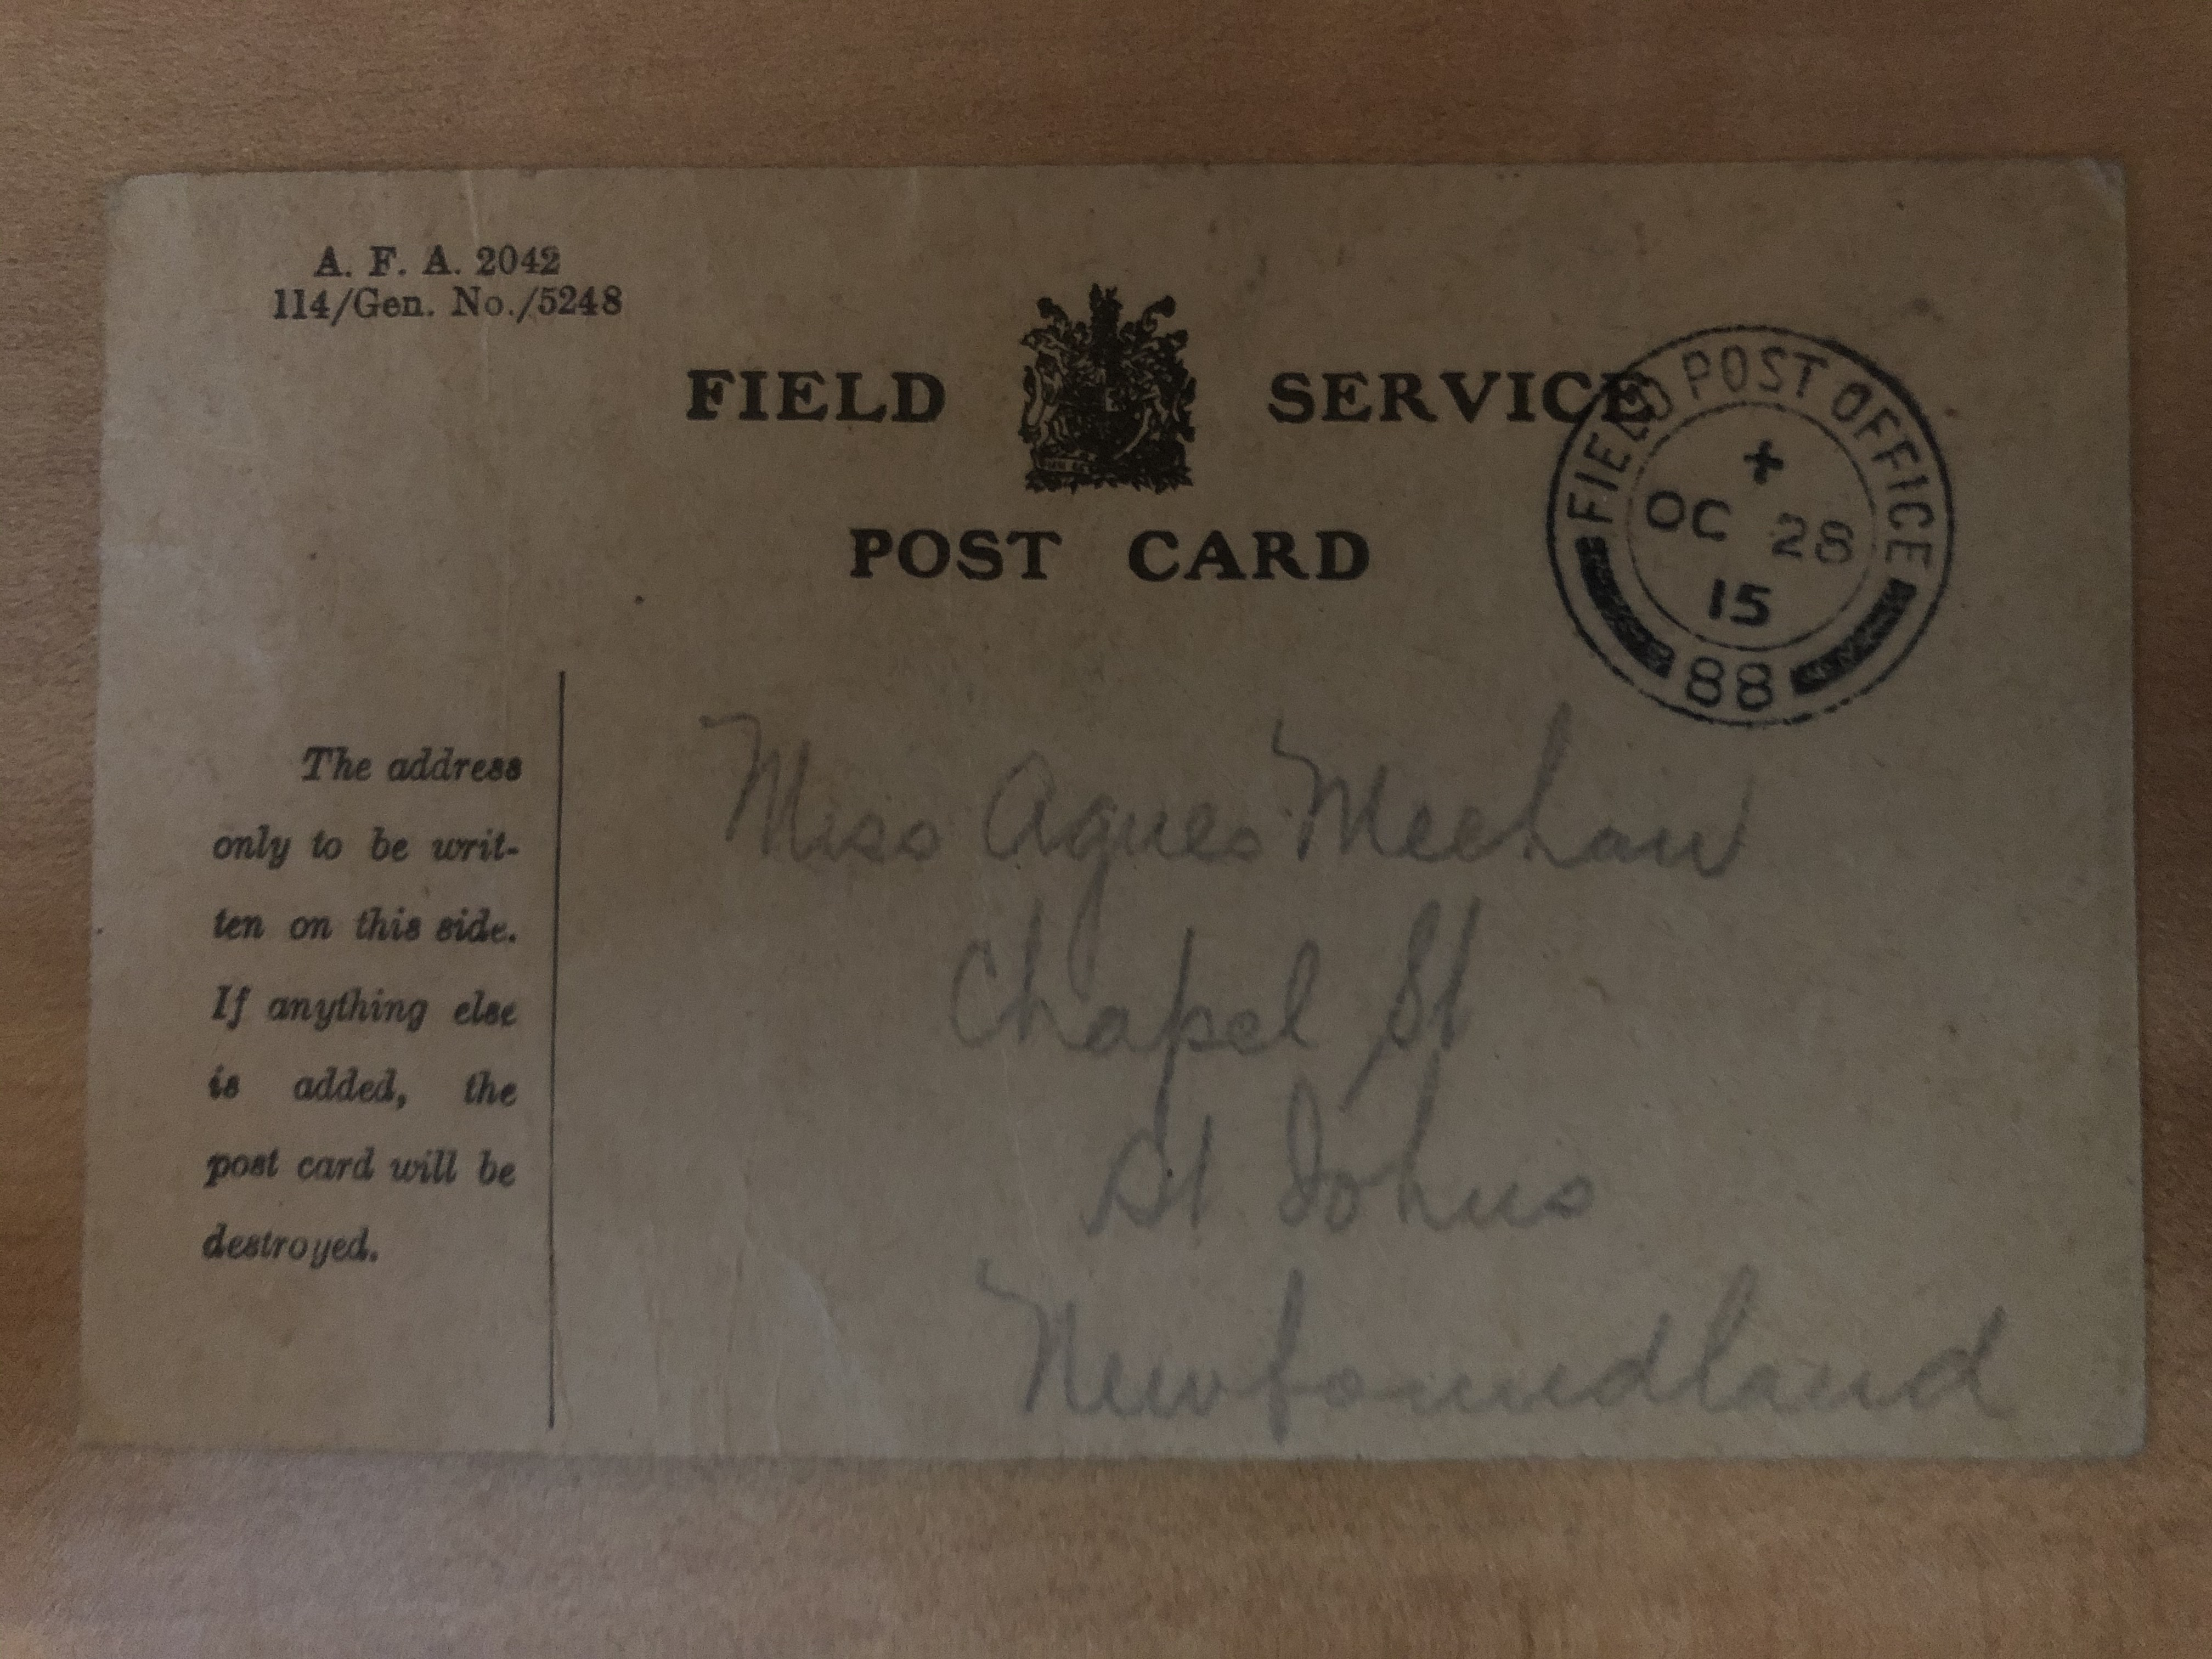 A. F. A. 2042
114/Gen. No./5248
FIELD SERVICE
POST CARD
FIELD POST OFFICE
+
OC 28
15
88
The address
only to be writ-
ten on this side.
If anything else
is added, the
post card will be
destroyed.
Miss Agnes Meehan
Chapel St
St Johns
Newfoundland